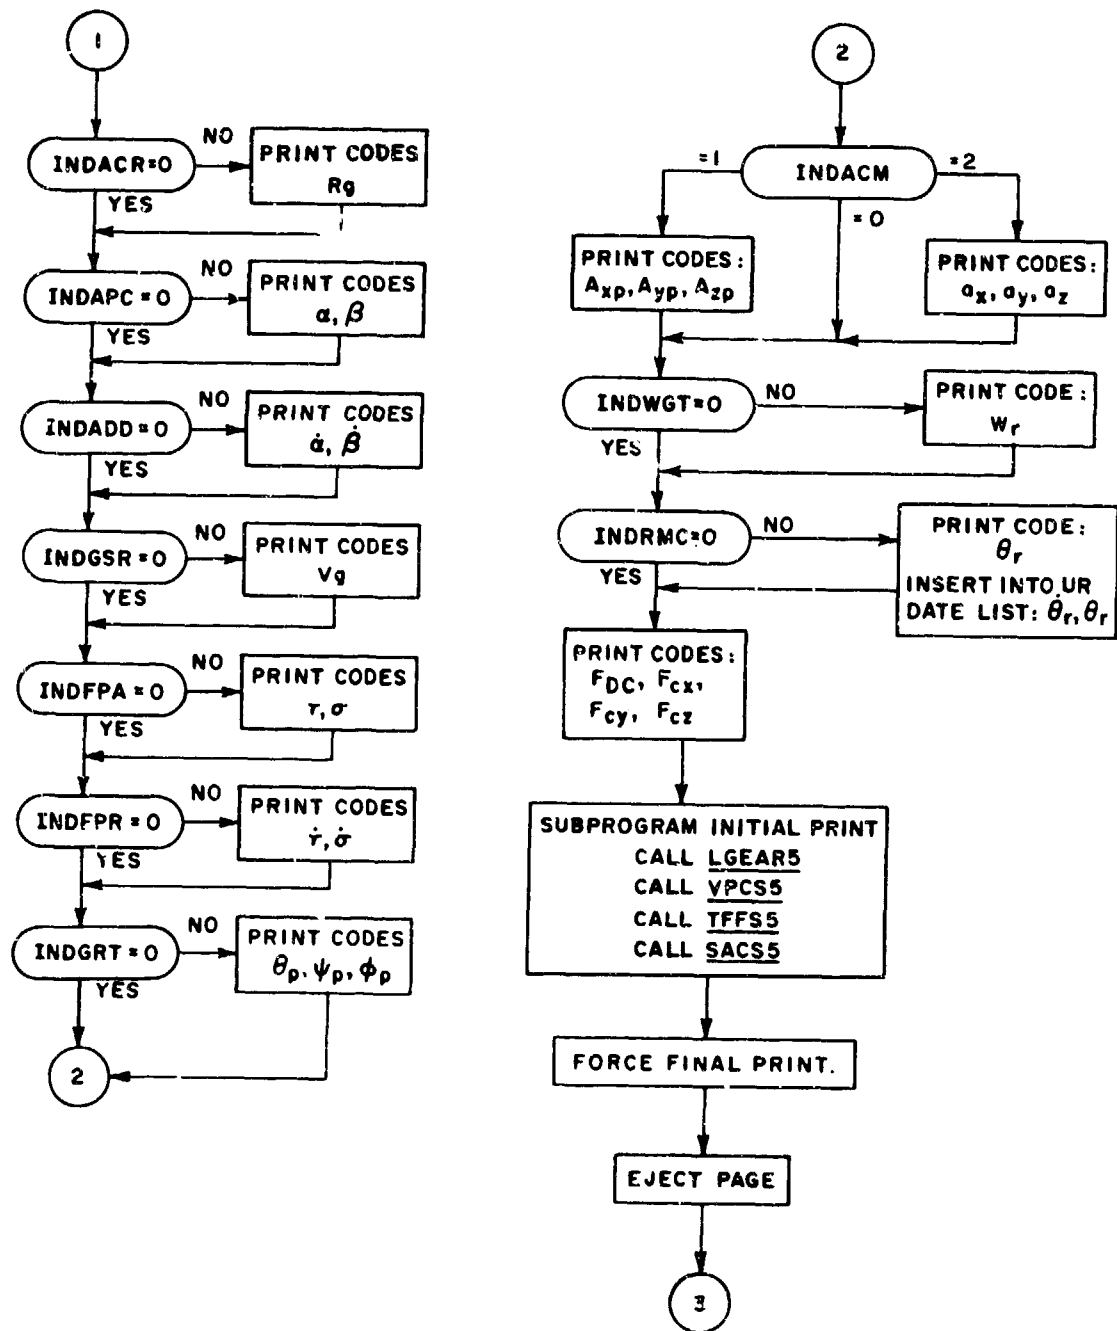 1
INDACR=0
NO
YES
PRINT CODES
Rg
INDAPC=0
NO
YES
PRINT CODES
α, β
INDADD=0
NO
YES
PRINT CODES
α̇, β̇
INDGSR=0
NO
YES
PRINT CODES
Vg
INDFPA=0
NO
YES
PRINT CODES
τ, σ
INDFPR=0
NO
YES
PRINT CODES
τ̇, σ̇
INDGRT=0
NO
YES
PRINT CODES
θp, ψp, φp
2
2
INDACM
=1
=2
=0
PRINT CODES:
Axp, Ayp, Azp
PRINT CODES:
ax, ay, az
INDWGT=0
NO
YES
PRINT CODE:
Wr
INDRMC=0
NO
YES
PRINT CODE:
θr
INSERT INTO UR
DATE LIST: θ̇r, θr
PRINT CODES:
FDC, Fcx,
Fcy, Fcz
SUBPROGRAM INITIAL PRINT
CALL LGEAR5
CALL VPCS5
CALL TFFS5
CALL SACS5
FORCE FINAL PRINT.
EJECT PAGE
3